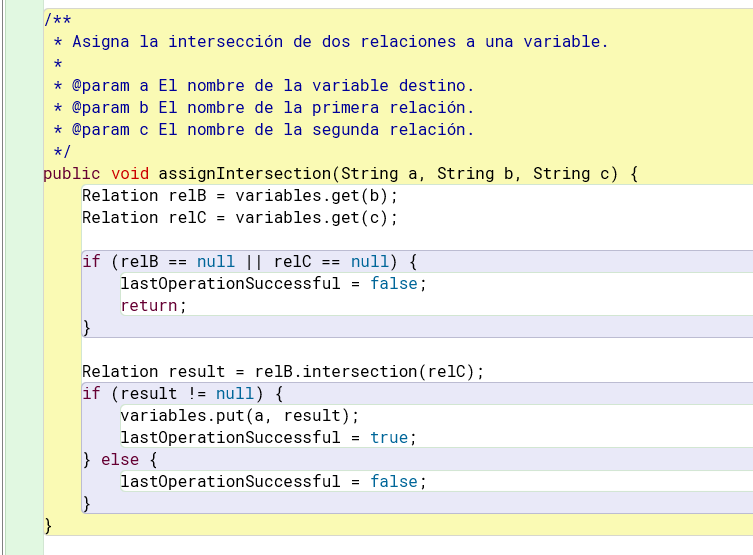 /**
 * Asigna la intersección de dos relaciones a una variable.
 *
 * @param a El nombre de la variable destino.
 * @param b El nombre de la primera relación.
 * @param c El nombre de la segunda relación.
 */
public void assignIntersection(String a, String b, String c) {
    Relation relB = variables.get(b);
    Relation relC = variables.get(c);

    if (relB == null || relC == null) {
        lastOperationSuccessful = false;
        return;
    }

    Relation result = relB.intersection(relC);
    if (result != null) {
        variables.put(a, result);
        lastOperationSuccessful = true;
    } else {
        lastOperationSuccessful = false;
    }
}